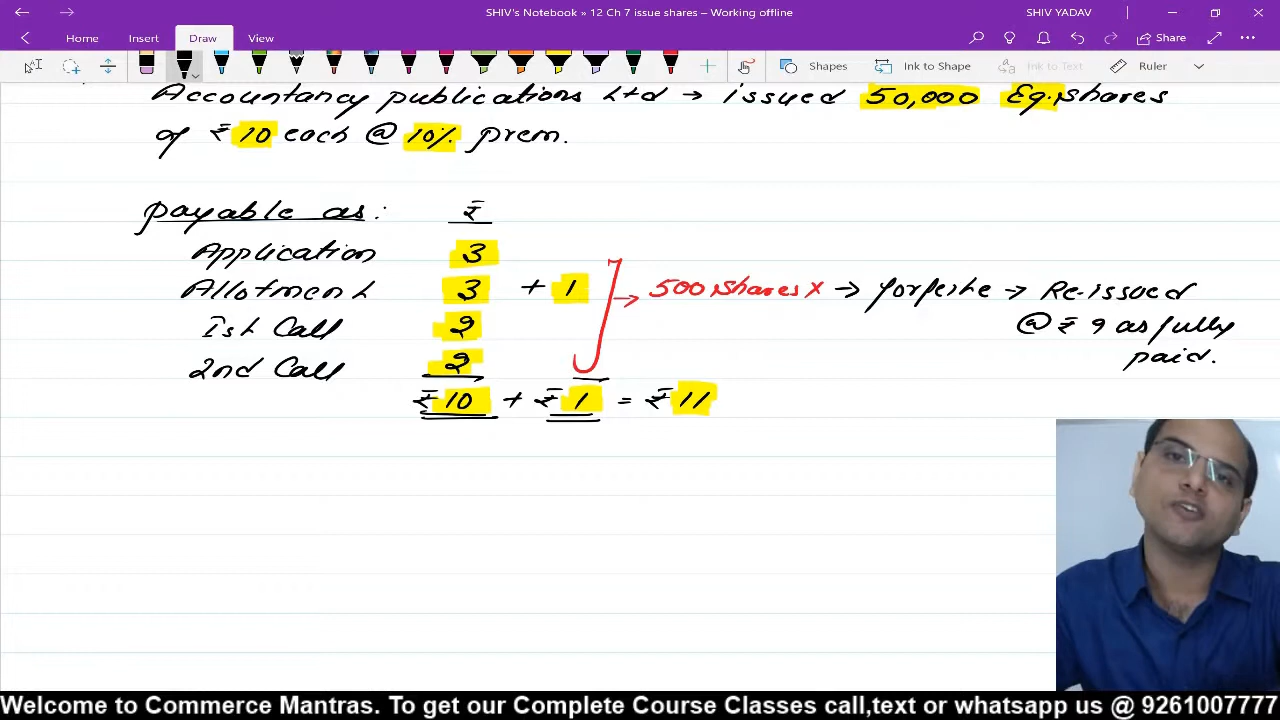 SHIV's Notebook » 12 Ch 7 issue shares – Working offline
SHIV YADAV
Home Insert Draw View
Share
Shapes Ink to Shape Ink to Text Ruler
Accountancy publications Ltd → issued 50,000 Eq. shares
of ₹ 10 each @ 10% prem.
payable as: ₹
Application 3
Allotment 3 + 1 → 500 shares x → forfeite → Re-issued
Ist Call 2 @ ₹ 9 as fully
2nd Call 2 paid.
₹ 10 + ₹ 1 = ₹ 11
Welcome to Commerce Mantras. To get our Complete Course Classes call,text or whatsapp us @ 9261007777